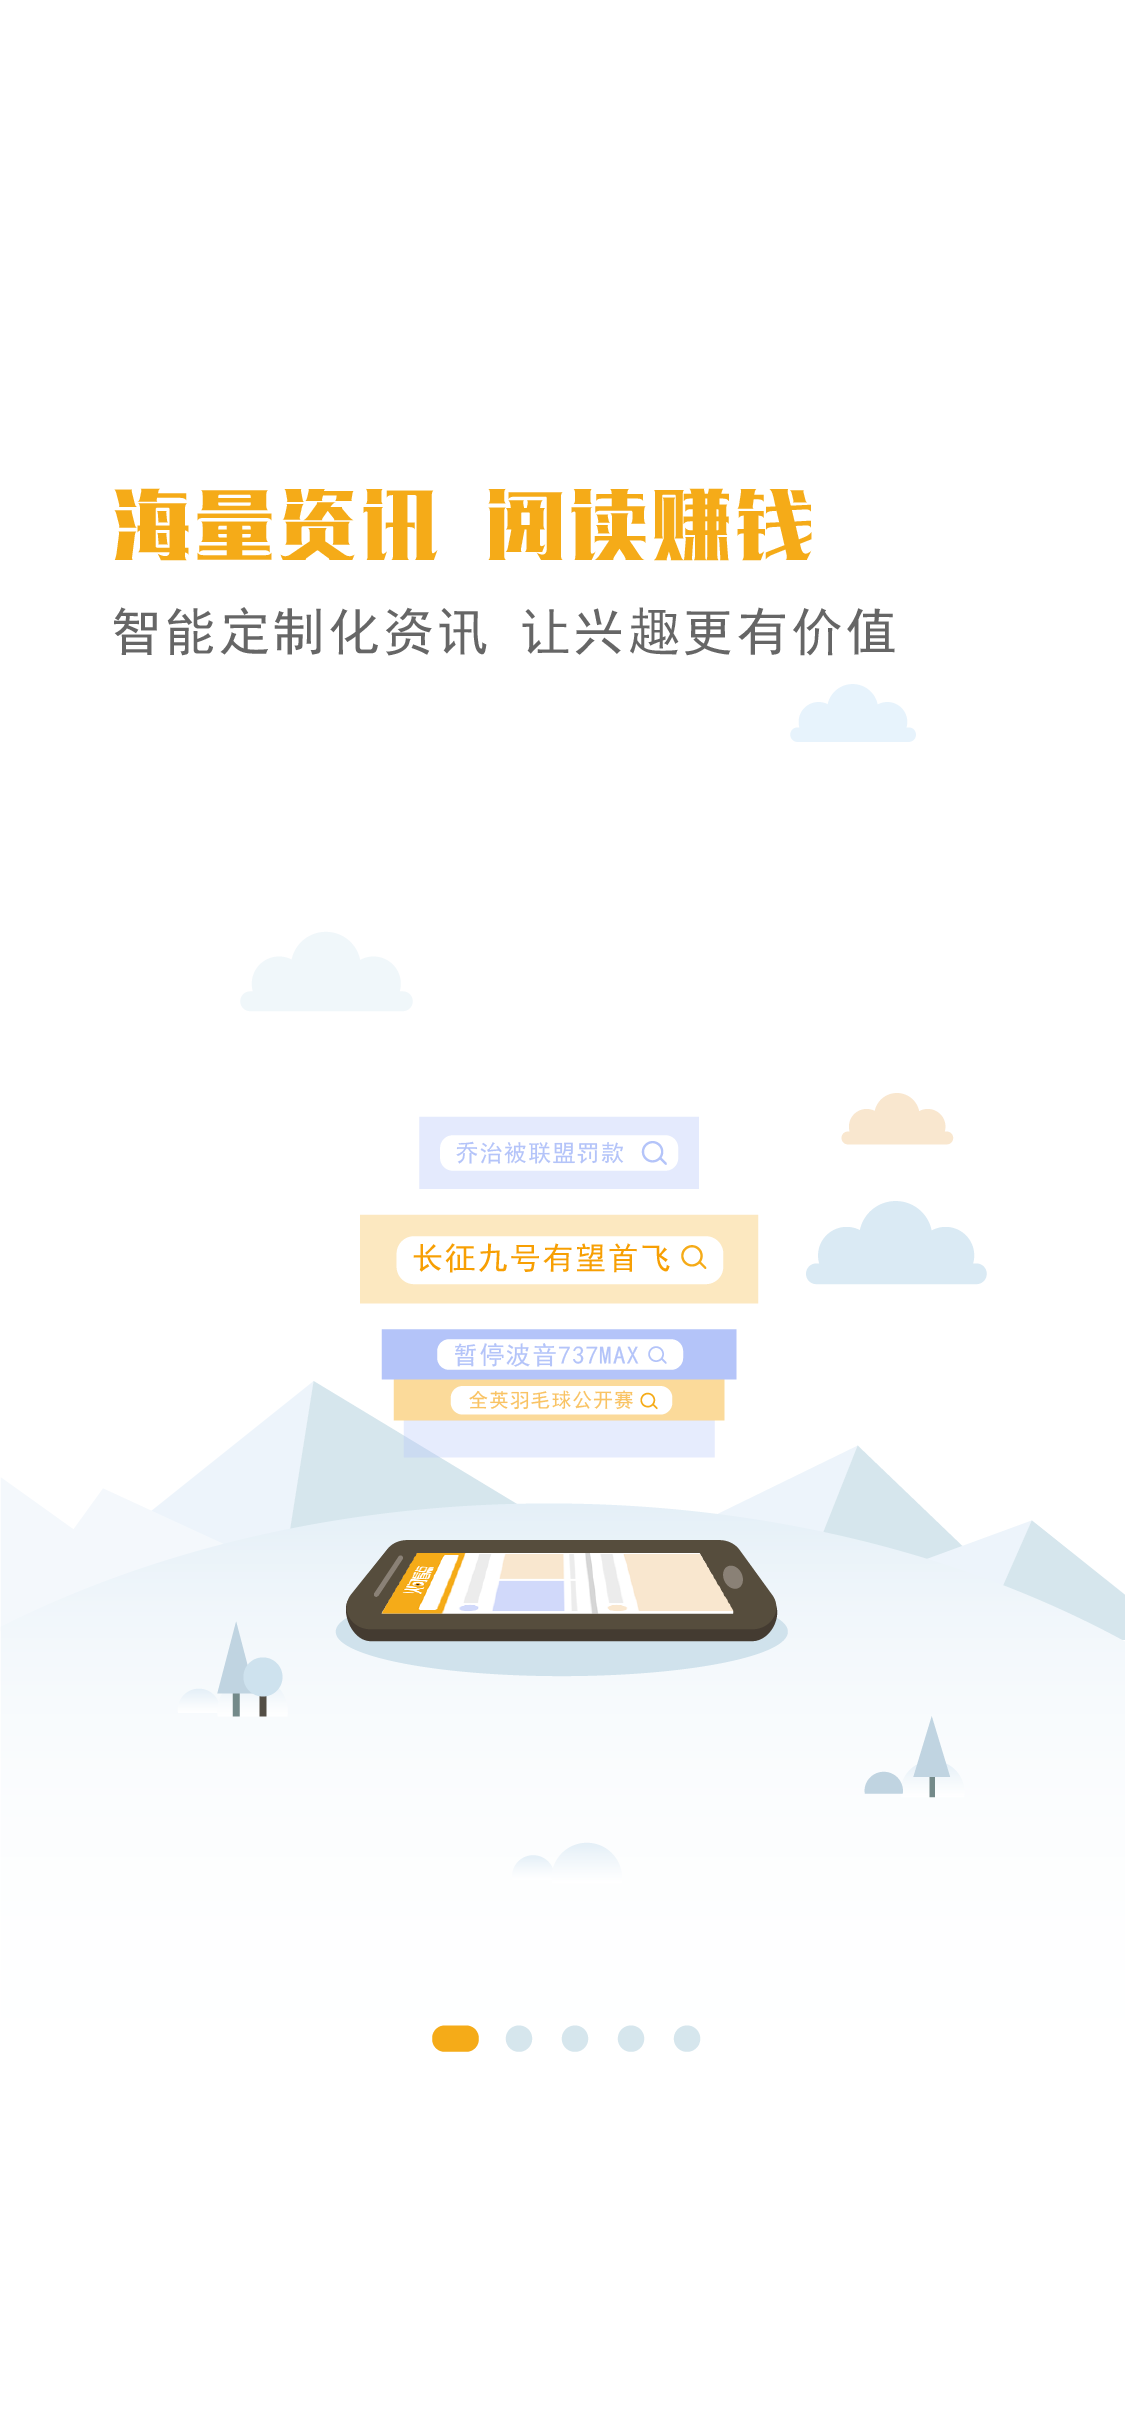 海量资讯 阅读赚钱
智能定制化资讯 让兴趣更有价值
乔治被联盟罚款
长征九号有望首飞
暂停波音737MAX
全英羽毛球公开赛